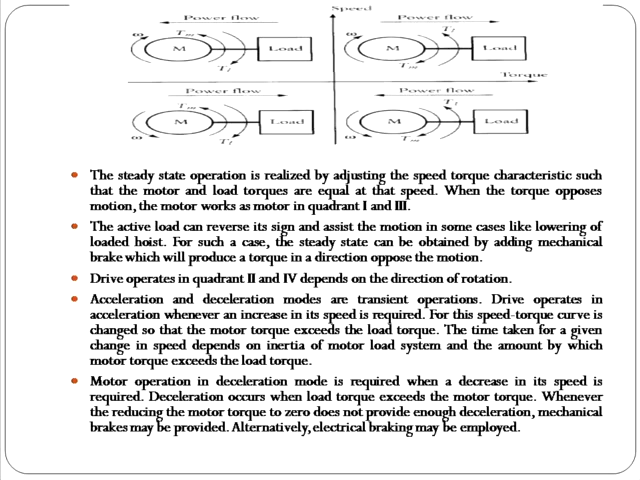 Speed
Power flow
Power flow
ω
Tm
M
Load
Tl
ω
Tl
M
Load
Tm
Torque
Power flow
Power flow
Tm
M
Load
ω
Tl
Tl
M
Load
ω
Tm
The steady state operation is realized by adjusting the speed torque characteristic such
that the motor and load torques are equal at that speed. When the torque opposes
motion, the motor works as motor in quadrant I and III.
The active load can reverse its sign and assist the motion in some cases like lowering of
loaded hoist. For such a case, the steady state can be obtained by adding mechanical
brake which will produce a torque in a direction oppose the motion.
Drive operates in quadrant II and IV depends on the direction of rotation.
Acceleration and deceleration modes are transient operations. Drive operates in
acceleration whenever an increase in its speed is required. For this speed-torque curve is
changed so that the motor torque exceeds the load torque. The time taken for a given
change in speed depends on inertia of motor load system and the amount by which
motor torque exceeds the load torque.
Motor operation in deceleration mode is required when a decrease in its speed is
required. Deceleration occurs when load torque exceeds the motor torque. Whenever
the reducing the motor torque to zero does not provide enough deceleration, mechanical
brakes may be provided. Alternatively, electrical braking may be employed.